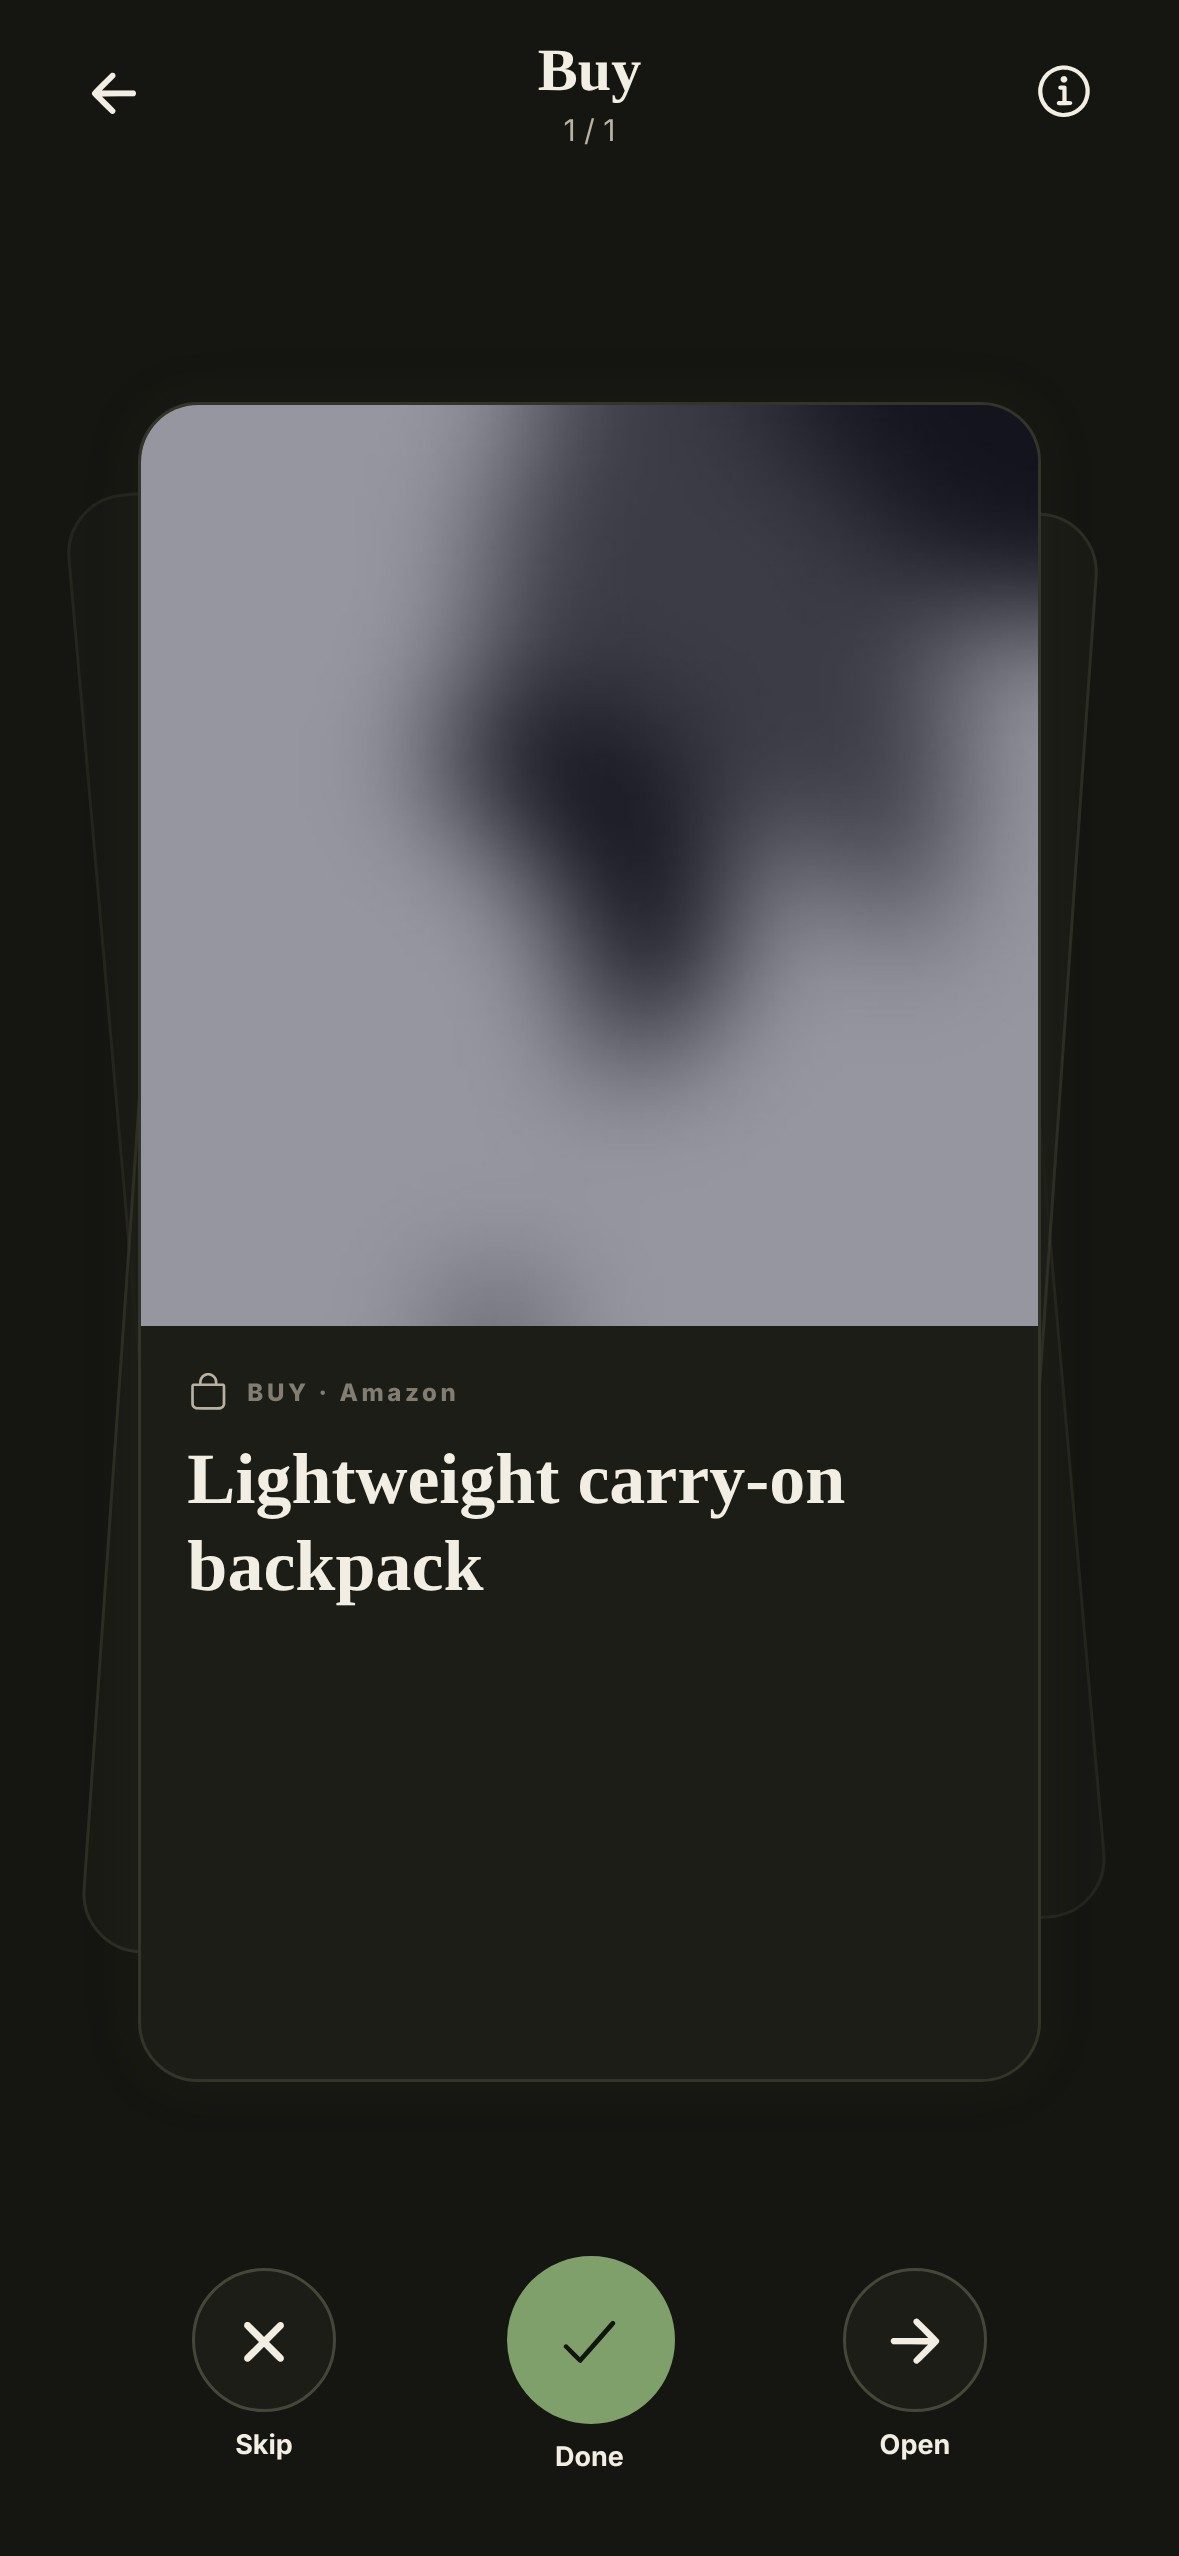 Buy
1 / 1
BUY · Amazon
Lightweight carry-on
backpack
Skip
Done
Open